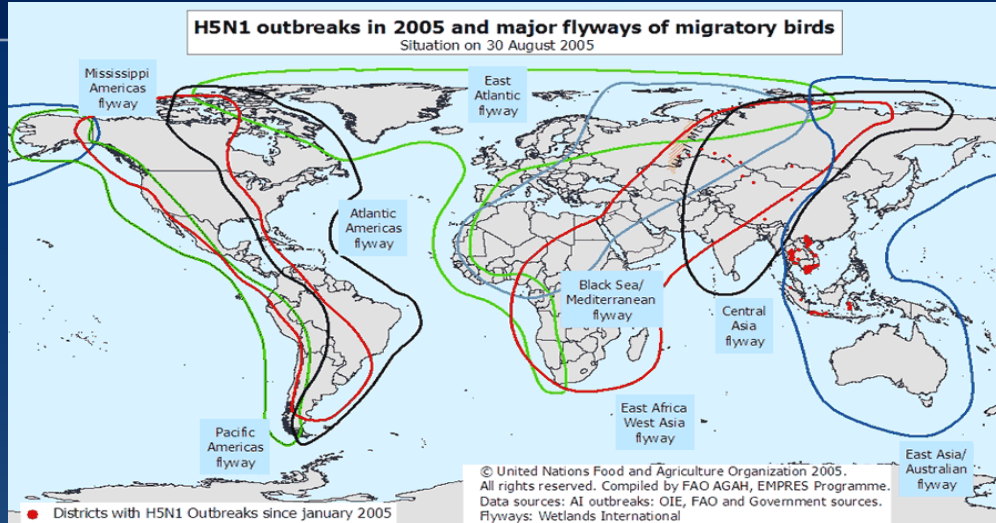 H5N1 outbreaks in 2005 and major flyways of migratory birds
Situation on 30 August 2005
Mississippi
Americas
flyway
East
Atlantic
flyway
Atlantic
Americas
flyway
Black Sea/
Mediterranean
flyway
Central
Asia
flyway
East Africa
West Asia
flyway
Pacific
Americas
flyway
East Asia/
Australian
flyway
© United Nations Food and Agriculture Organization 2005.
All rights reserved. Compiled by FAO AGAH, EMPRES Programme.
Data sources: AI outbreaks: OIE, FAO and Government sources.
Flyways: Wetlands International
Districts with H5N1 Outbreaks since january 2005